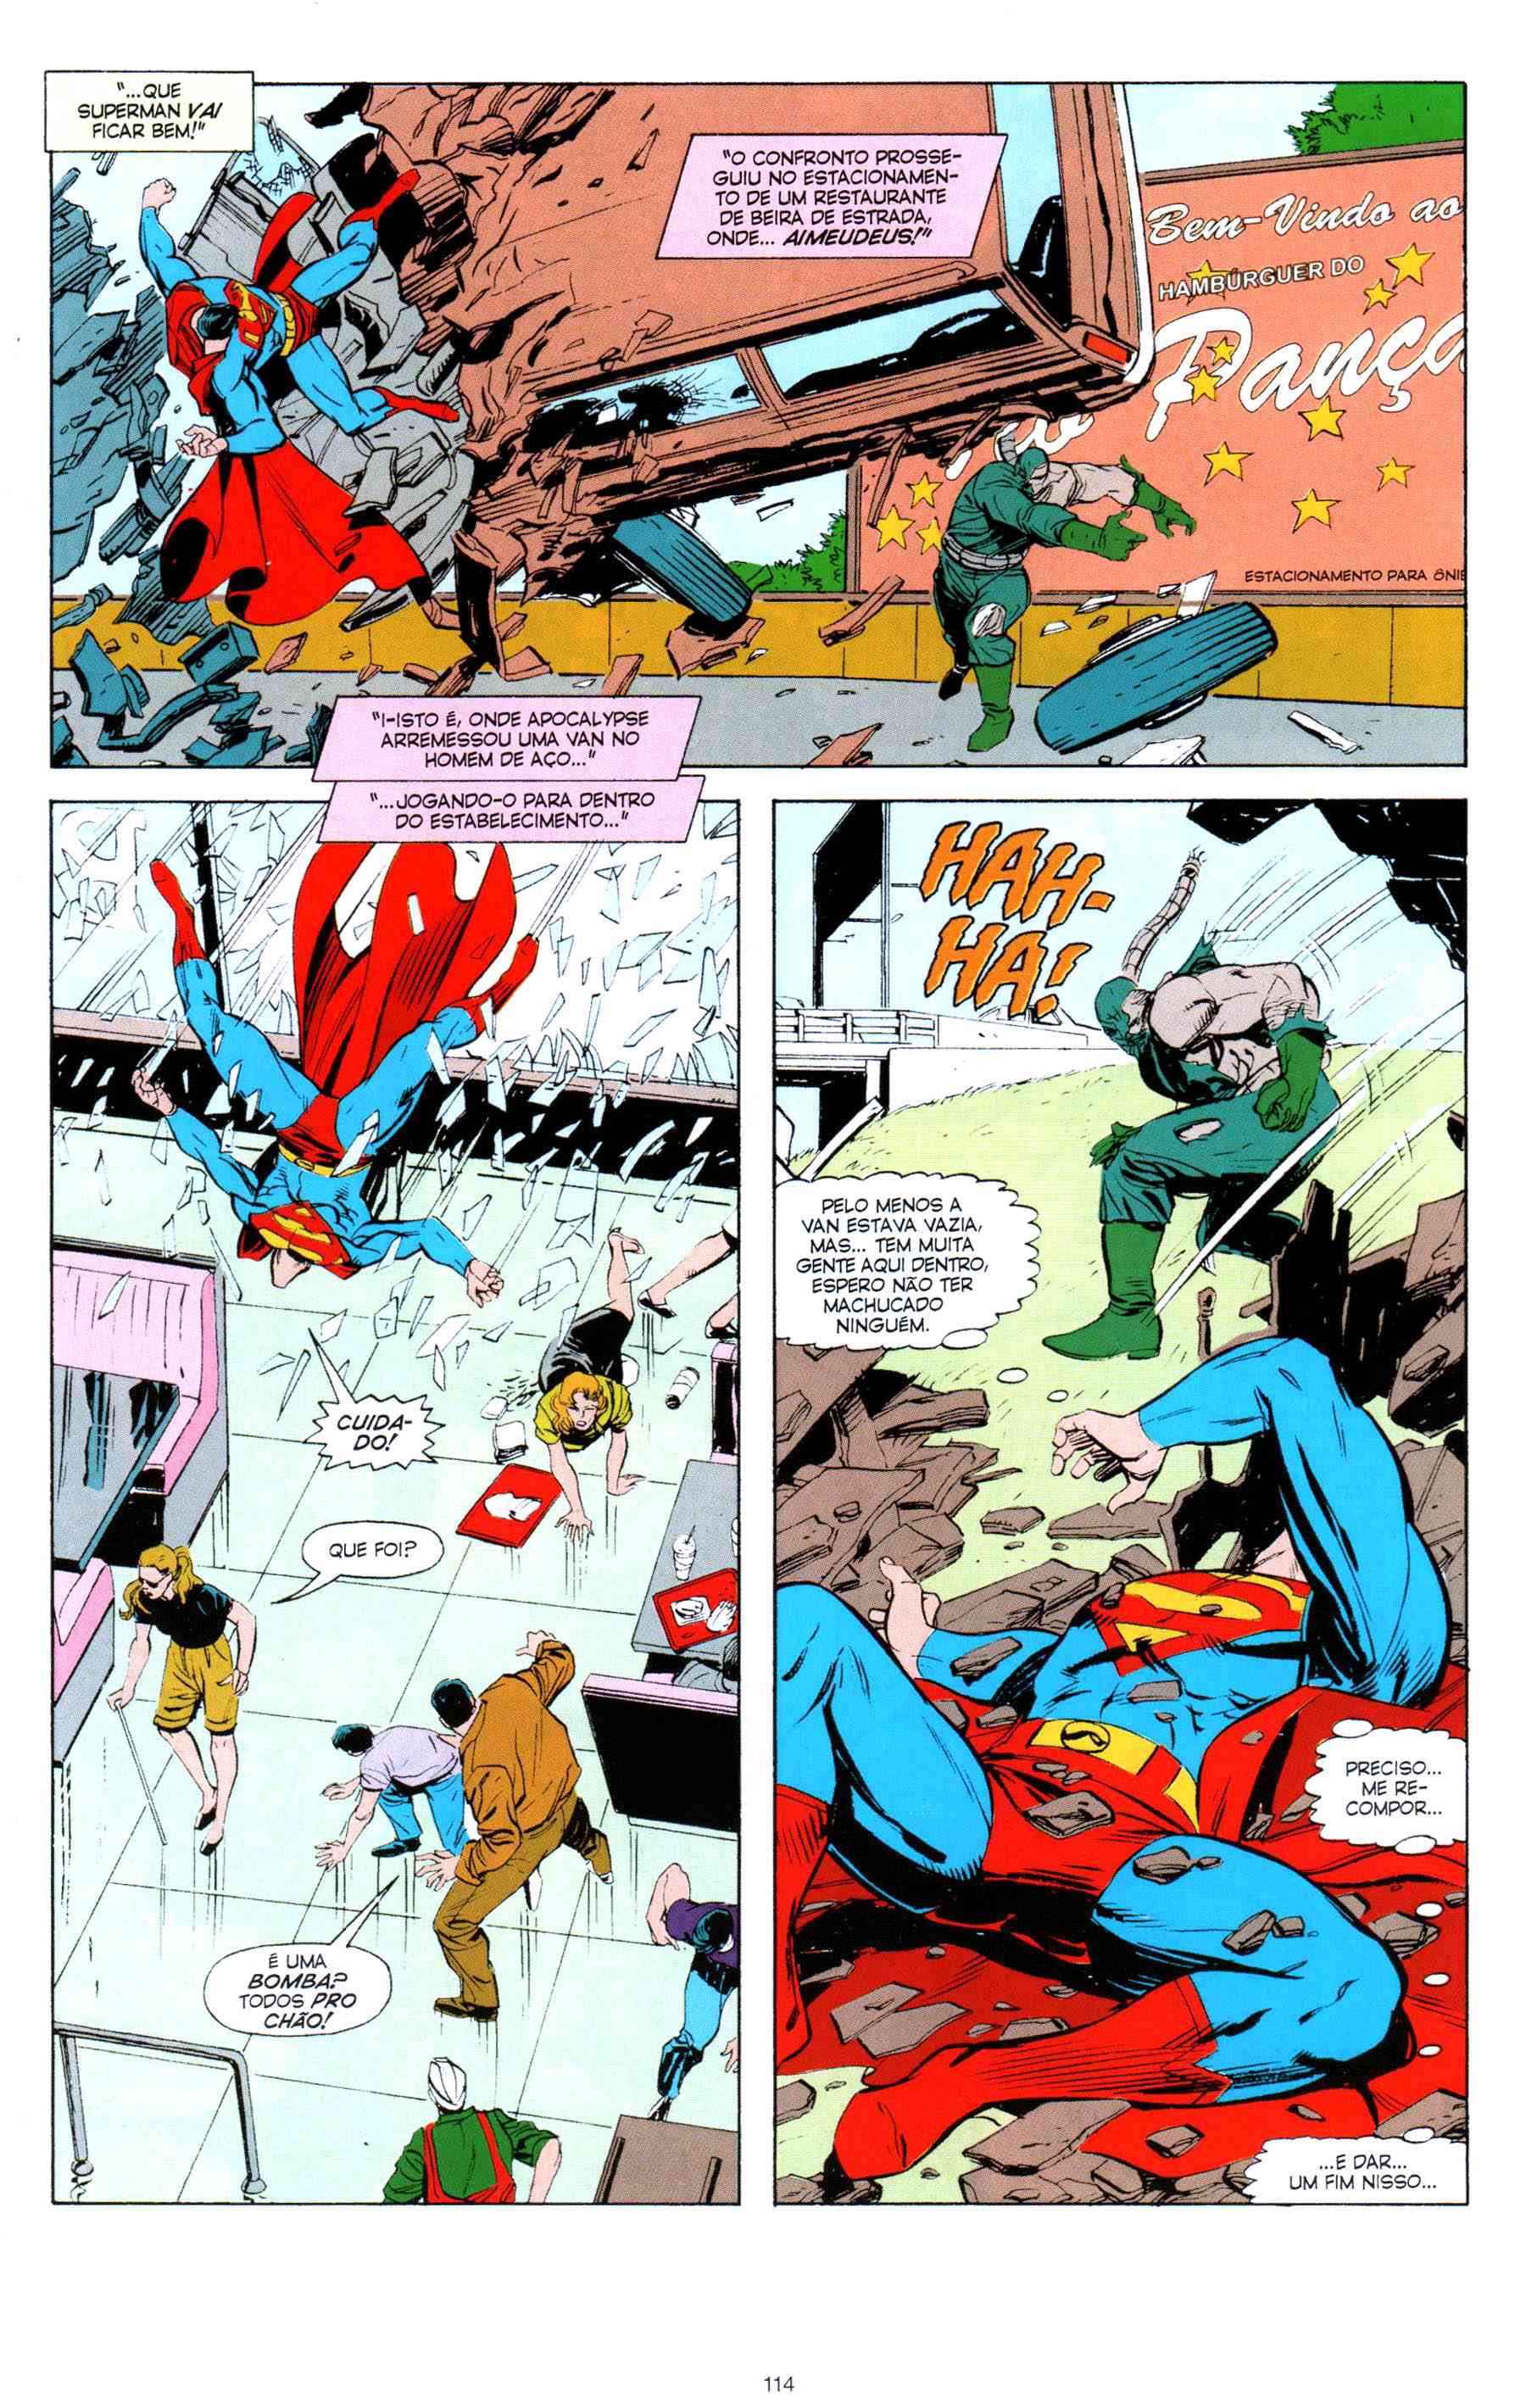 "...QUE
SUPERMAN VAI
FICAR BEM!"
"O CONFRONTO PROSSE-
GUIU NO ESTACIONAMEN-
TO DE UM RESTAURANTE
DE BEIRA DE ESTRADA,
ONDE... AIMEUDEUS!"
Bem-Vindo ao
HAMBÚRGUER DO
Pança
ESTACIONAMENTO PARA ÔNIB
"I-ISTO É, ONDE APOCALYPSE
ARREMESSOU UMA VAN NO
HOMEM DE AÇO..."
"...JOGANDO-O PARA DENTRO
DO ESTABELECIMENTO..."
CUIDA-
DO!
QUE FOI?
É UMA
BOMBA?
TODOS PRO
CHÃO!
HAH-
HA!
PELO MENOS A
VAN ESTAVA VAZIA,
MAS... TEM MUITA
GENTE AQUI DENTRO,
ESPERO NÃO TER
MACHUCADO
NINGUÉM.
PRECISO...
ME RE-
COMPOR...
...E DAR...
UM FIM NISSO...
114